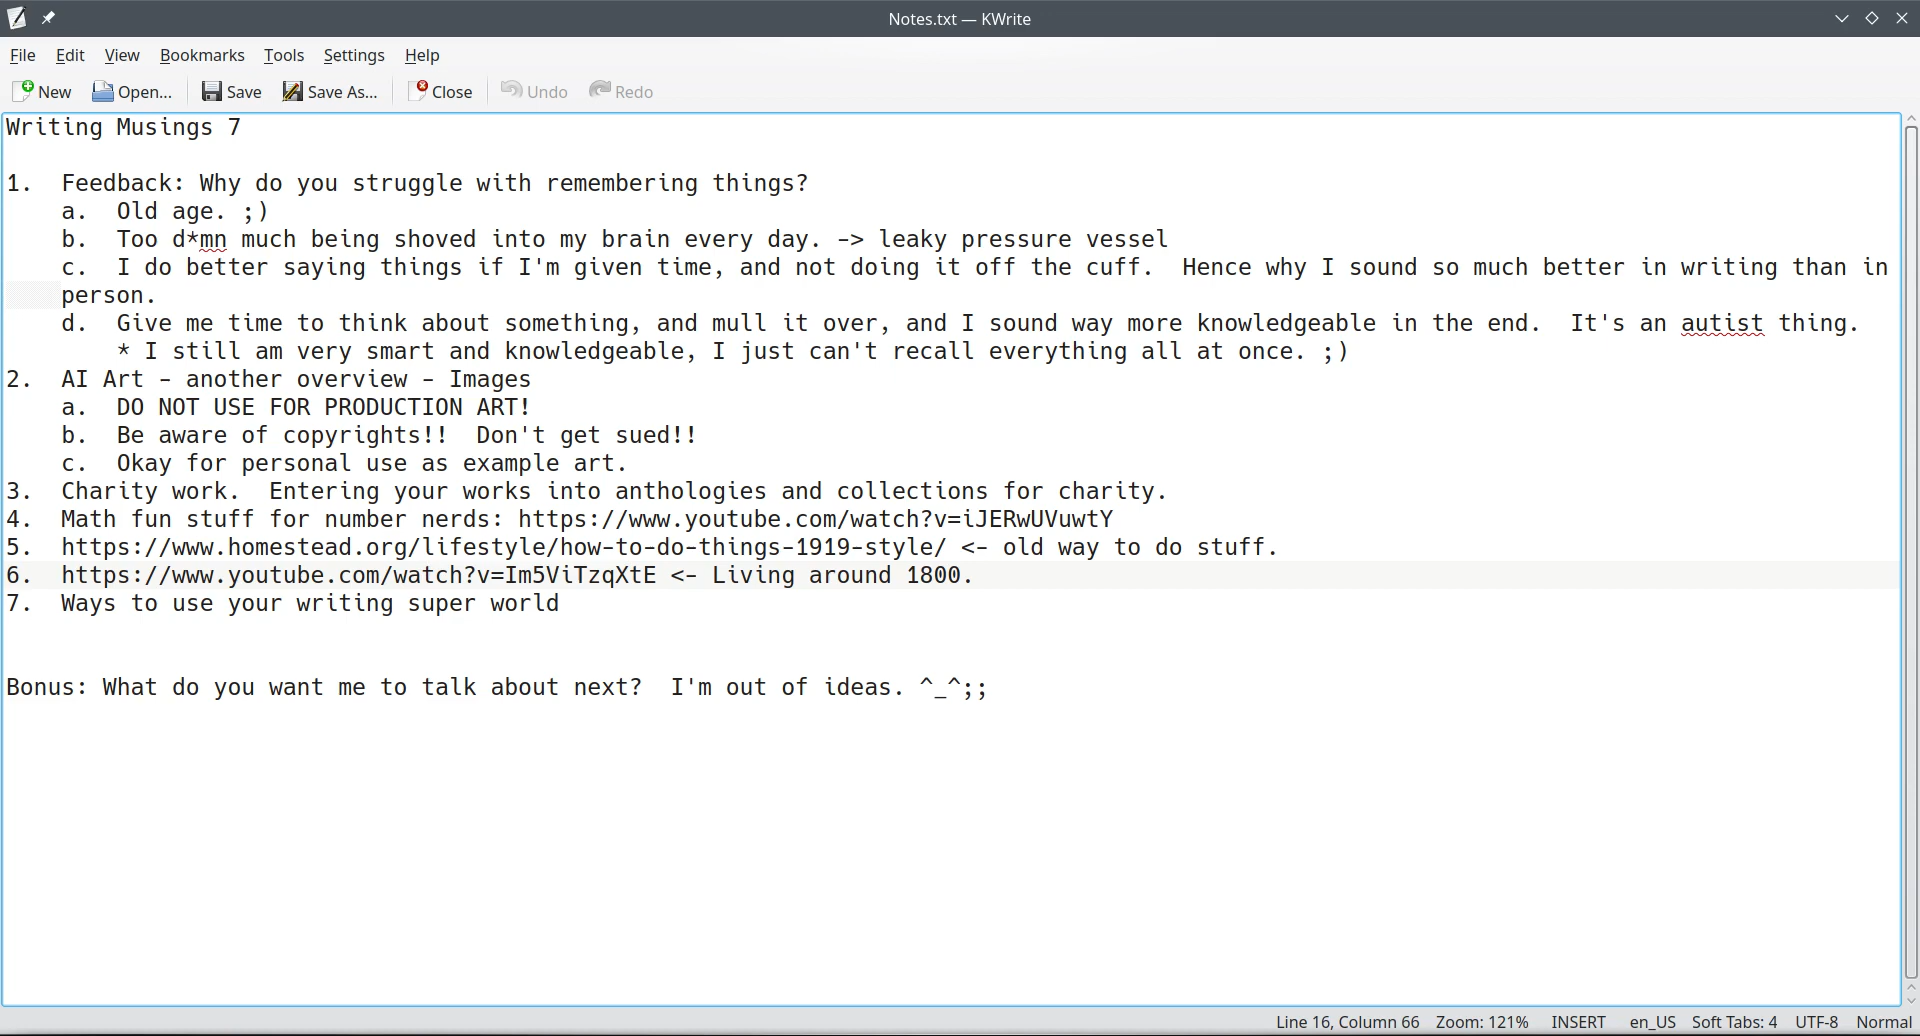 Notes.txt — KWrite
File Edit View Bookmarks Tools Settings Help
New Open... Save Save As... Close Undo Redo
Writing Musings 7
1.  Feedback: Why do you struggle with remembering things?
    a.  Old age. ;)
    b.  Too d*mn much being shoved into my brain every day. -> leaky pressure vessel
    c.  I do better saying things if I'm given time, and not doing it off the cuff.  Hence why I sound so much better in writing than in
    person.
    d.  Give me time to think about something, and mull it over, and I sound way more knowledgeable in the end.  It's an autist thing.
        * I still am very smart and knowledgeable, I just can't recall everything all at once. ;)
2.  AI Art - another overview - Images
    a.  DO NOT USE FOR PRODUCTION ART!
    b.  Be aware of copyrights!!  Don't get sued!!
    c.  Okay for personal use as example art.
3.  Charity work.  Entering your works into anthologies and collections for charity.
4.  Math fun stuff for number nerds: https://www.youtube.com/watch?v=iJERwUVuwtY
5.  https://www.homestead.org/lifestyle/how-to-do-things-1919-style/ <- old way to do stuff.
6.  https://www.youtube.com/watch?v=Im5ViTzqXtE <- Living around 1800.
7.  Ways to use your writing super world
Bonus: What do you want me to talk about next?  I'm out of ideas. ^_^;;
Line 16, Column 66 Zoom: 121% INSERT en_US Soft Tabs: 4 UTF-8 Normal